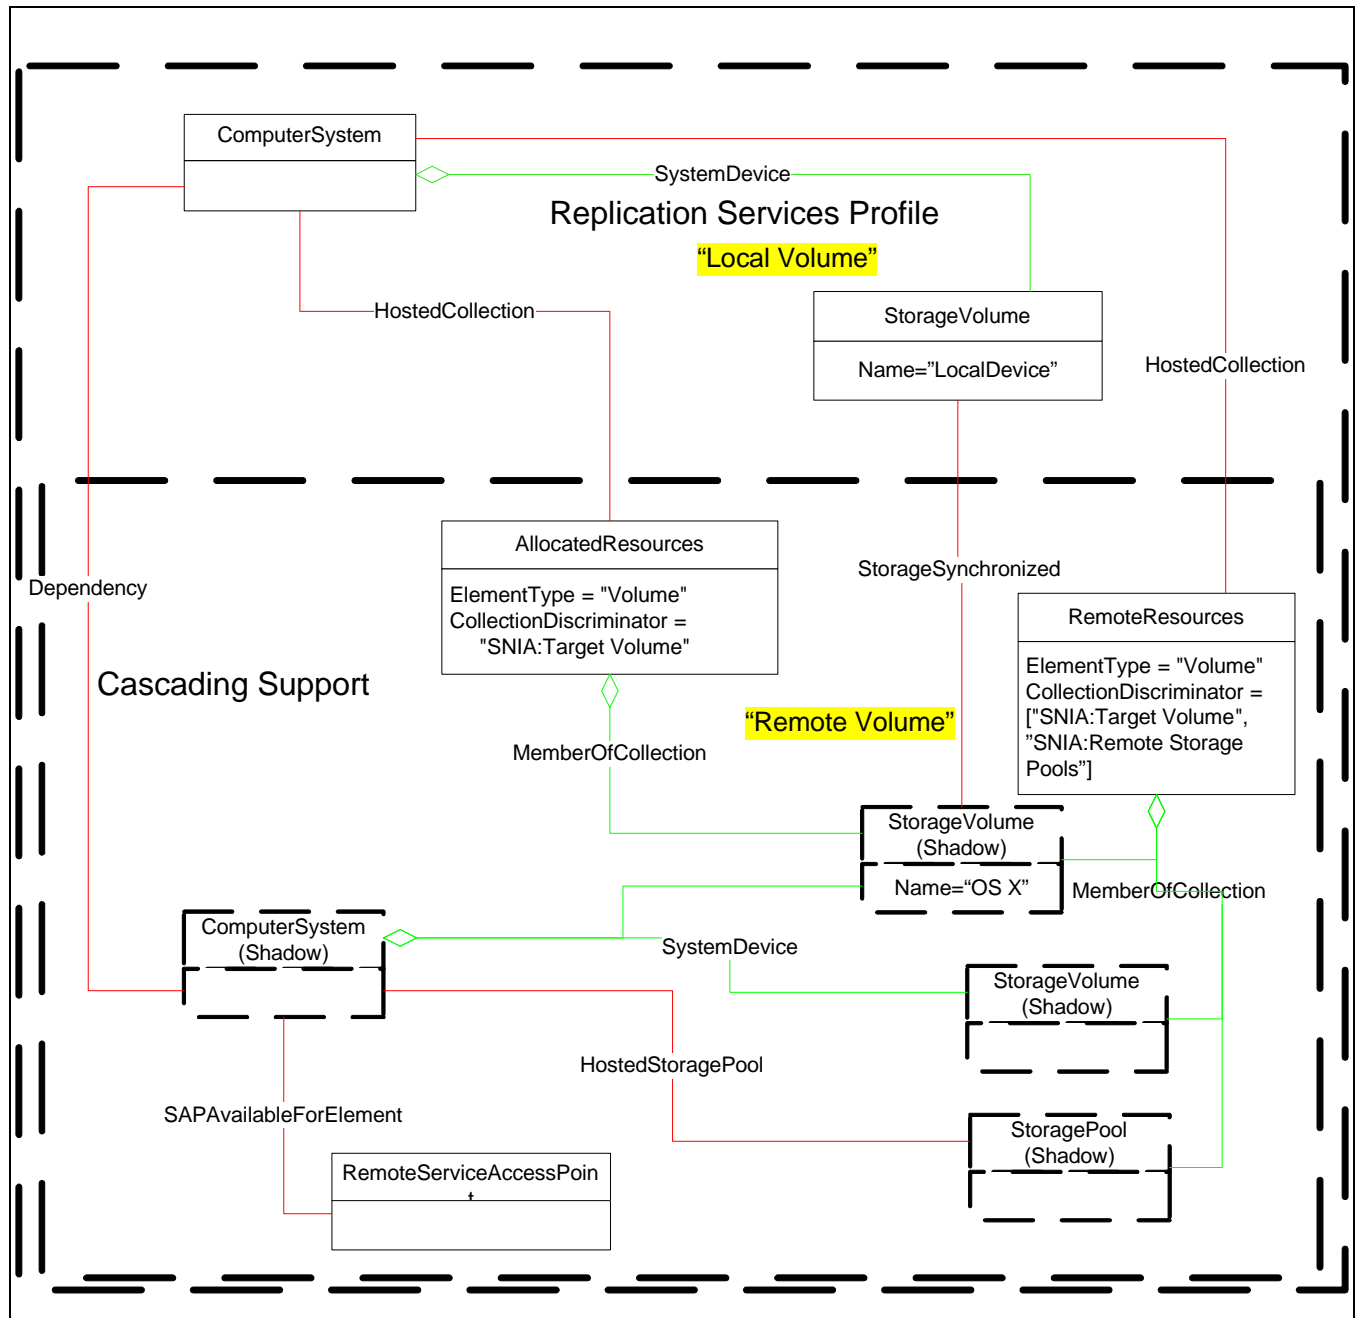 ComputerSystem
SystemDevice
Replication Services Profile
“Local Volume”
HostedCollection
StorageVolume
Name=”LocalDevice”
HostedCollection
AllocatedResources
ElementType = "Volume"
CollectionDiscriminator =
"SNIA:Target Volume"
StorageSynchronized
Dependency
RemoteResources
ElementType = "Volume"
CollectionDiscriminator =
["SNIA:Target Volume",
”SNIA:Remote Storage
Pools”]
Cascading Support
“Remote Volume”
MemberOfCollection
StorageVolume
(Shadow)
Name=“OS X”
MemberOfCollection
ComputerSystem
(Shadow)
SystemDevice
StorageVolume
(Shadow)
HostedStoragePool
SAPAvailableForElement
StoragePool
(Shadow)
RemoteServiceAccessPoin
t